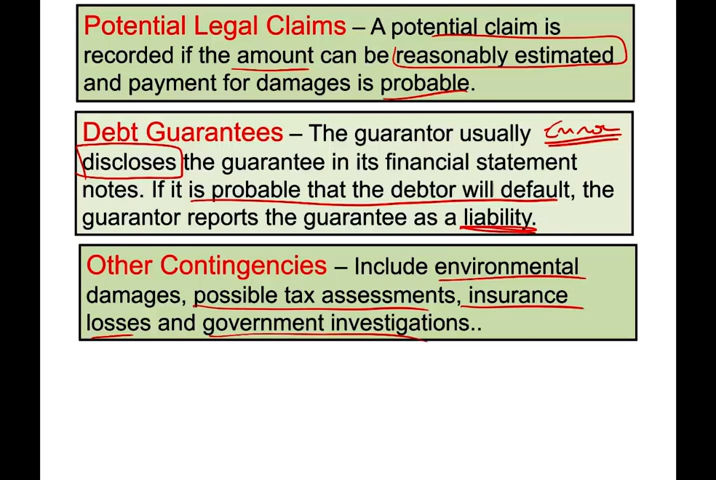 Potential Legal Claims – A potential claim is
recorded if the amount can be reasonably estimated
and payment for damages is probable.
Debt Guarantees – The guarantor usually
discloses the guarantee in its financial statement
notes. If it is probable that the debtor will default, the
guarantor reports the guarantee as a liability.
Other Contingencies – Include environmental
damages, possible tax assessments, insurance
losses and government investigations..